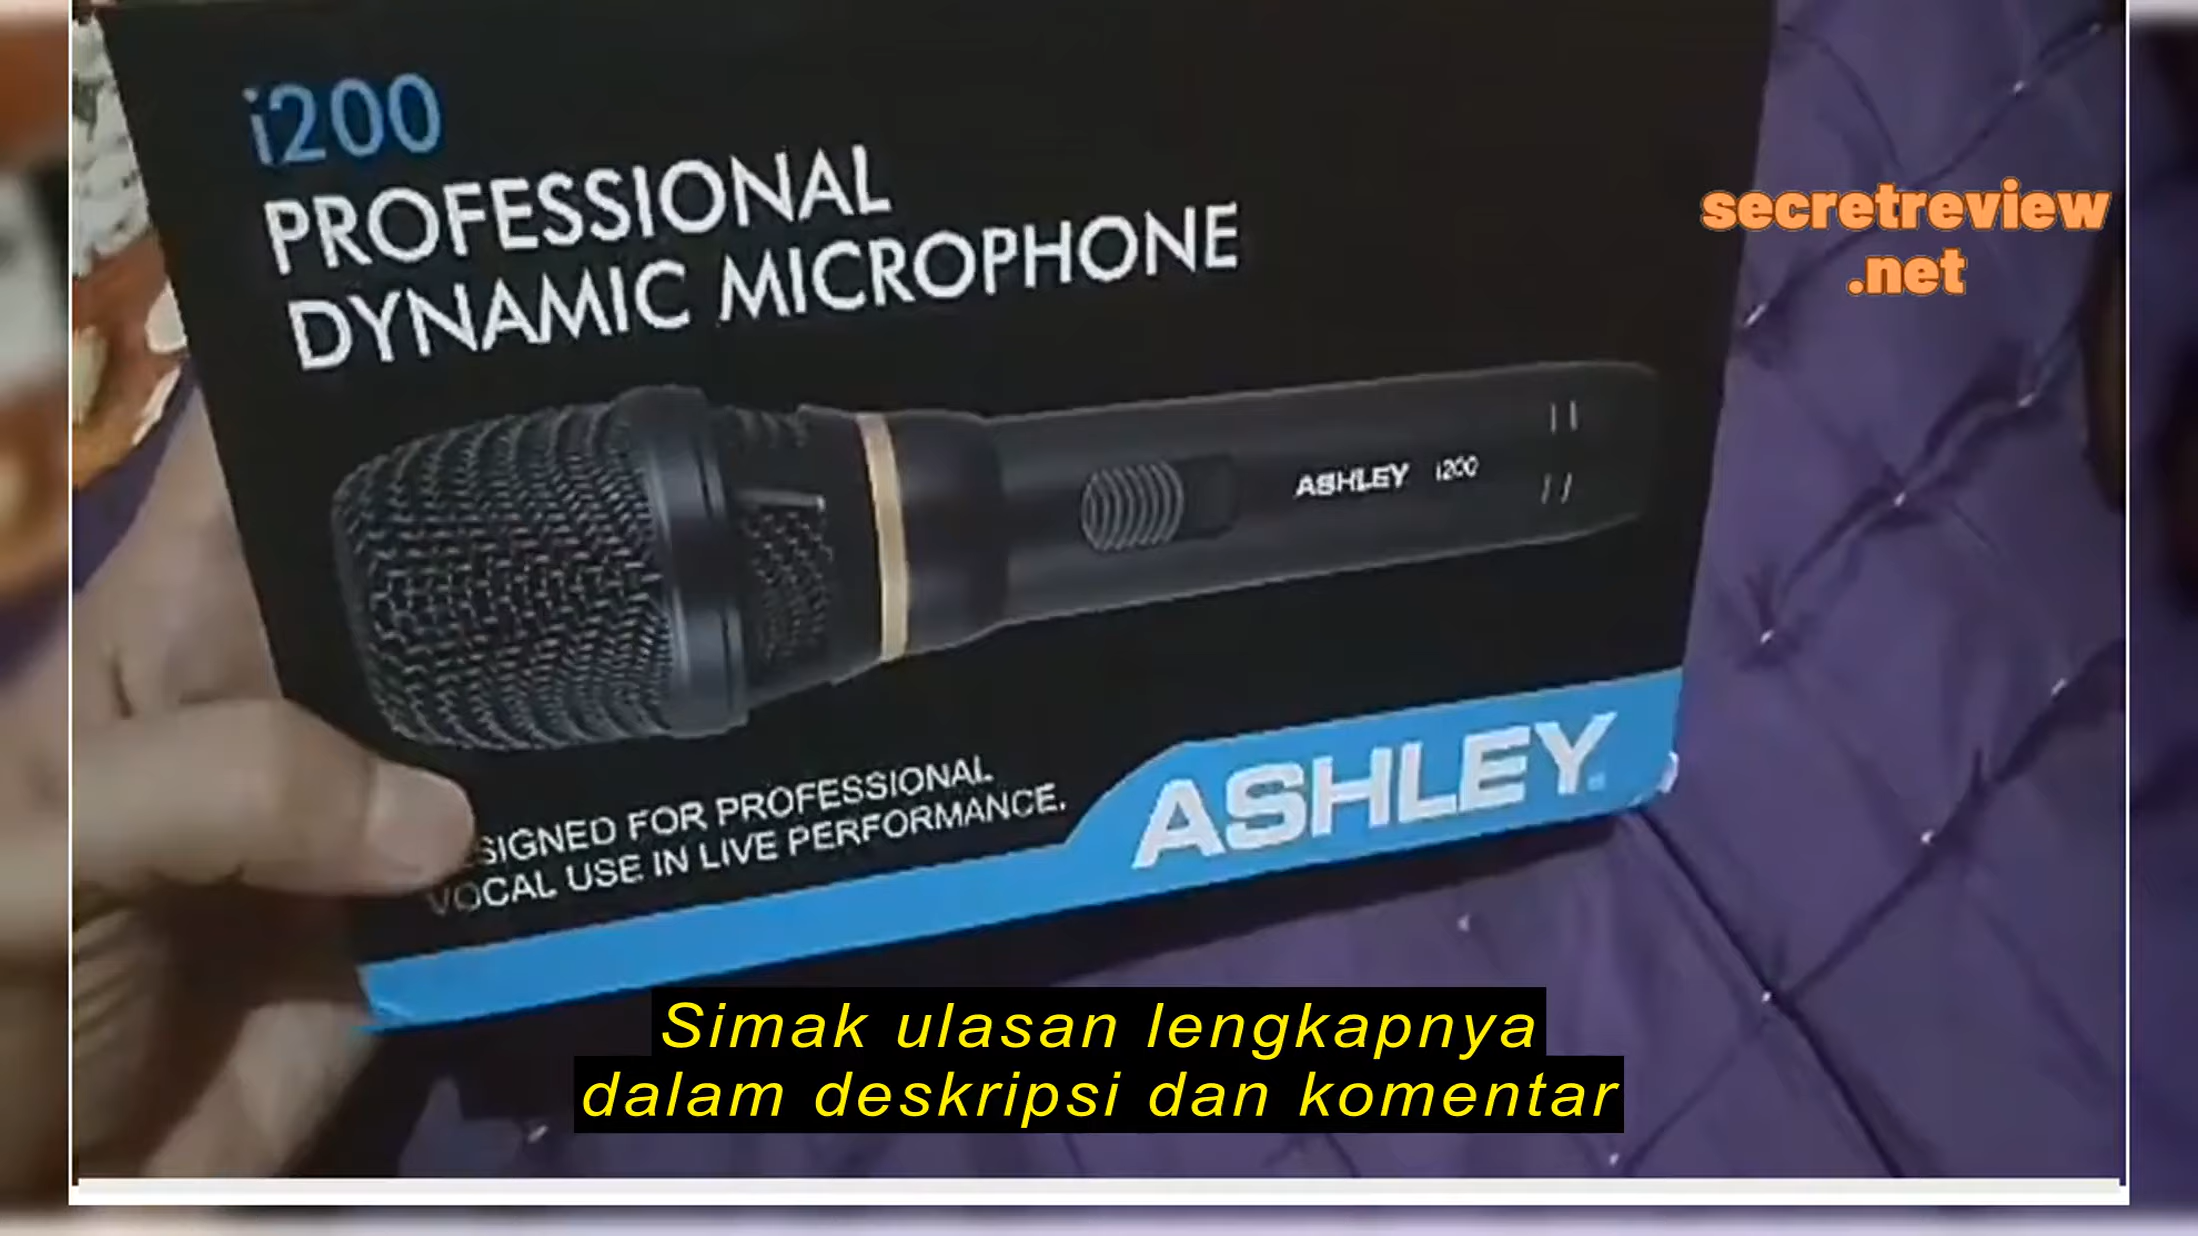 i200
PROFESSIONAL
DYNAMIC MICROPHONE
secretreview
.net
ASHLEY i200
SIGNED FOR PROFESSIONAL
VOCAL USE IN LIVE PERFORMANCE.
ASHLEY
Simak ulasan lengkapnya
dalam deskripsi dan komentar